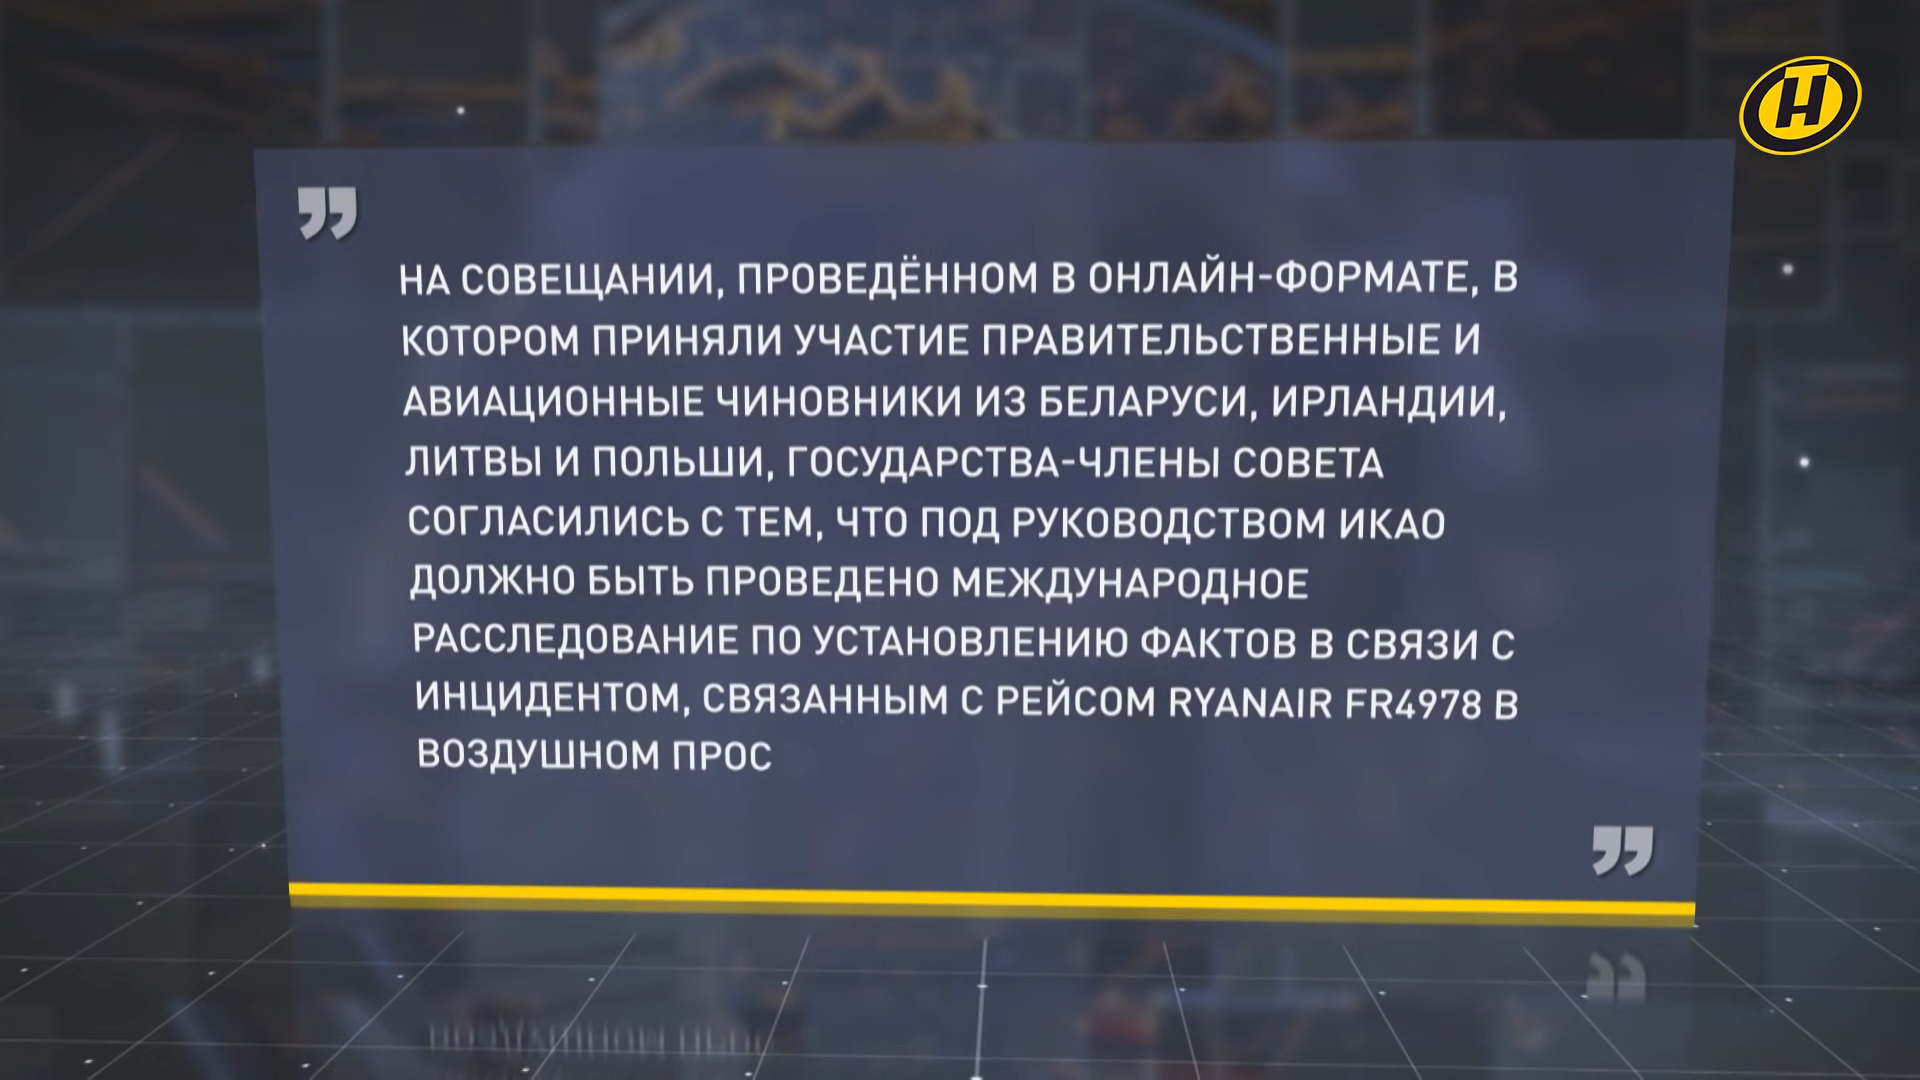 НА СОВЕЩАНИИ, ПРОВЕДЁННОМ В ОНЛАЙН-ФОРМАТЕ, В
КОТОРОМ ПРИНЯЛИ УЧАСТИЕ ПРАВИТЕЛЬСТВЕННЫЕ И
АВИАЦИОННЫЕ ЧИНОВНИКИ ИЗ БЕЛАРУСИ, ИРЛАНДИИ,
ЛИТВЫ И ПОЛЬШИ, ГОСУДАРСТВА-ЧЛЕНЫ СОВЕТА
СОГЛАСИЛИСЬ С ТЕМ, ЧТО ПОД РУКОВОДСТВОМ ИКАО
ДОЛЖНО БЫТЬ ПРОВЕДЕНО МЕЖДУНАРОДНОЕ
РАССЛЕДОВАНИЕ ПО УСТАНОВЛЕНИЮ ФАКТОВ В СВЯЗИ С
ИНЦИДЕНТОМ, СВЯЗАННЫМ С РЕЙСОМ RYANAIR FR4978 В
ВОЗДУШНОМ ПРОС